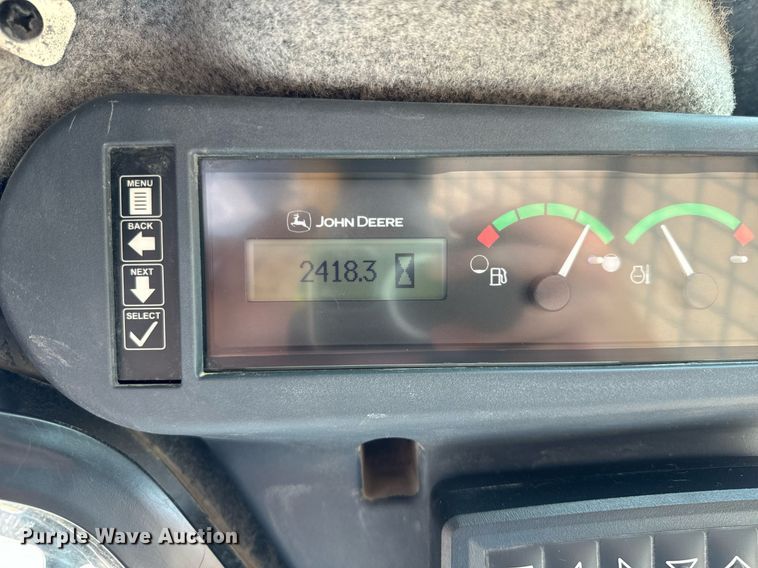 MENU
BACK
NEXT
SELECT
JOHN DEERE
2418.3
Purple Wave Auction